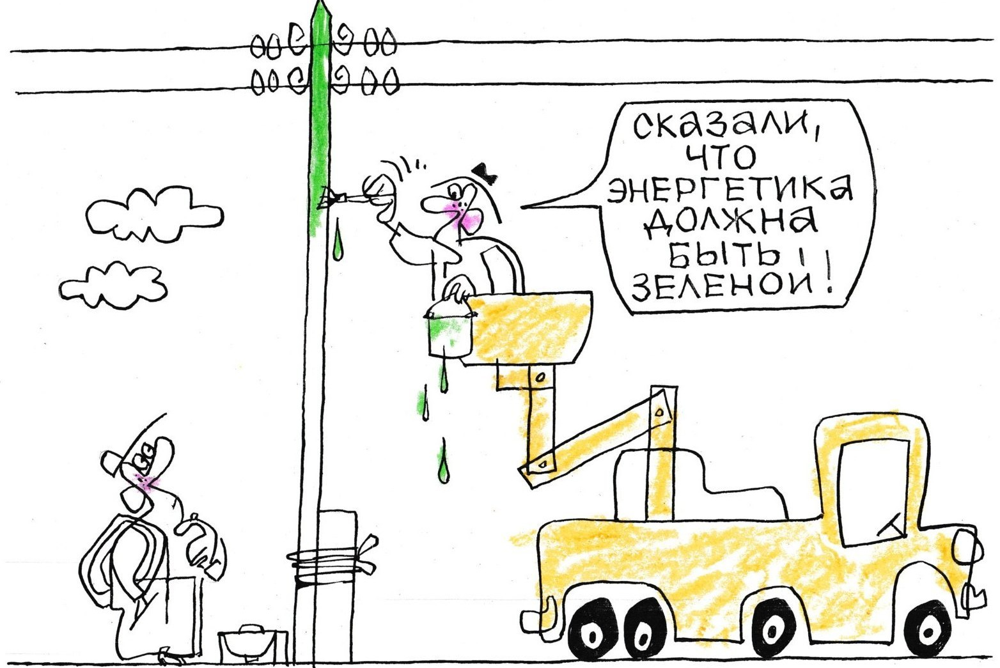 сказали,
что
энергетика
должна
быть
зеленой!